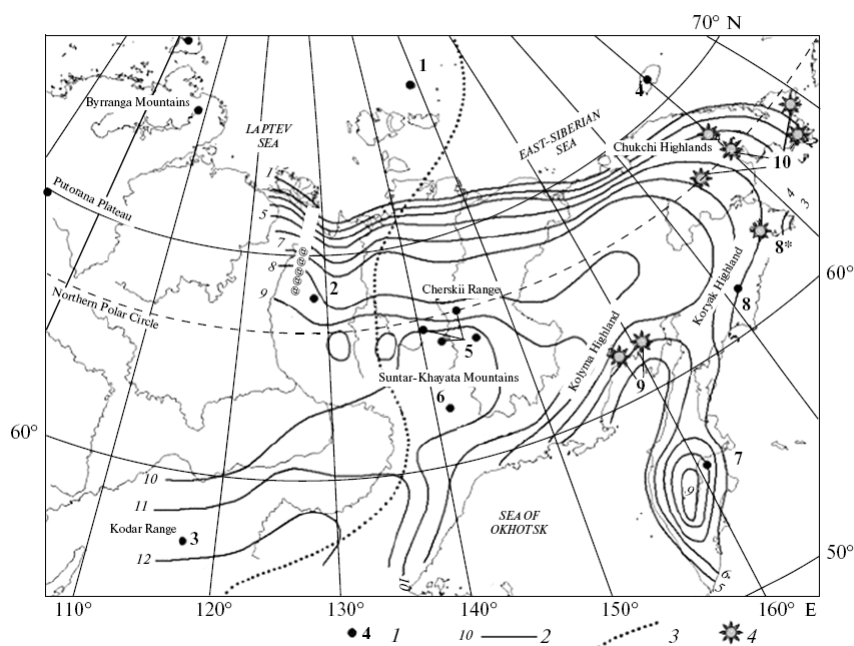 70° N
1
4
Byrranga Mountains
LAPTEV
SEA
EAST-SIBERIAN
SEA
Chukchi Highlands
10
1
Putorana Plateau
5
4
3
7
8*
8
@@@@@@
60°
9
2
Cherskii Range
Koryak Highland
8
Northern Polar Circle
5
3
Kolyma Highland
Suntar-Khayata Mountains
9
6
60°
7
10
9
11
SEA OF
OKHOTSK
Kodar Range
3
12
50°
10
6
5
110° 120° 130° 140° 150° 160° E
4 1 10 2 3 4